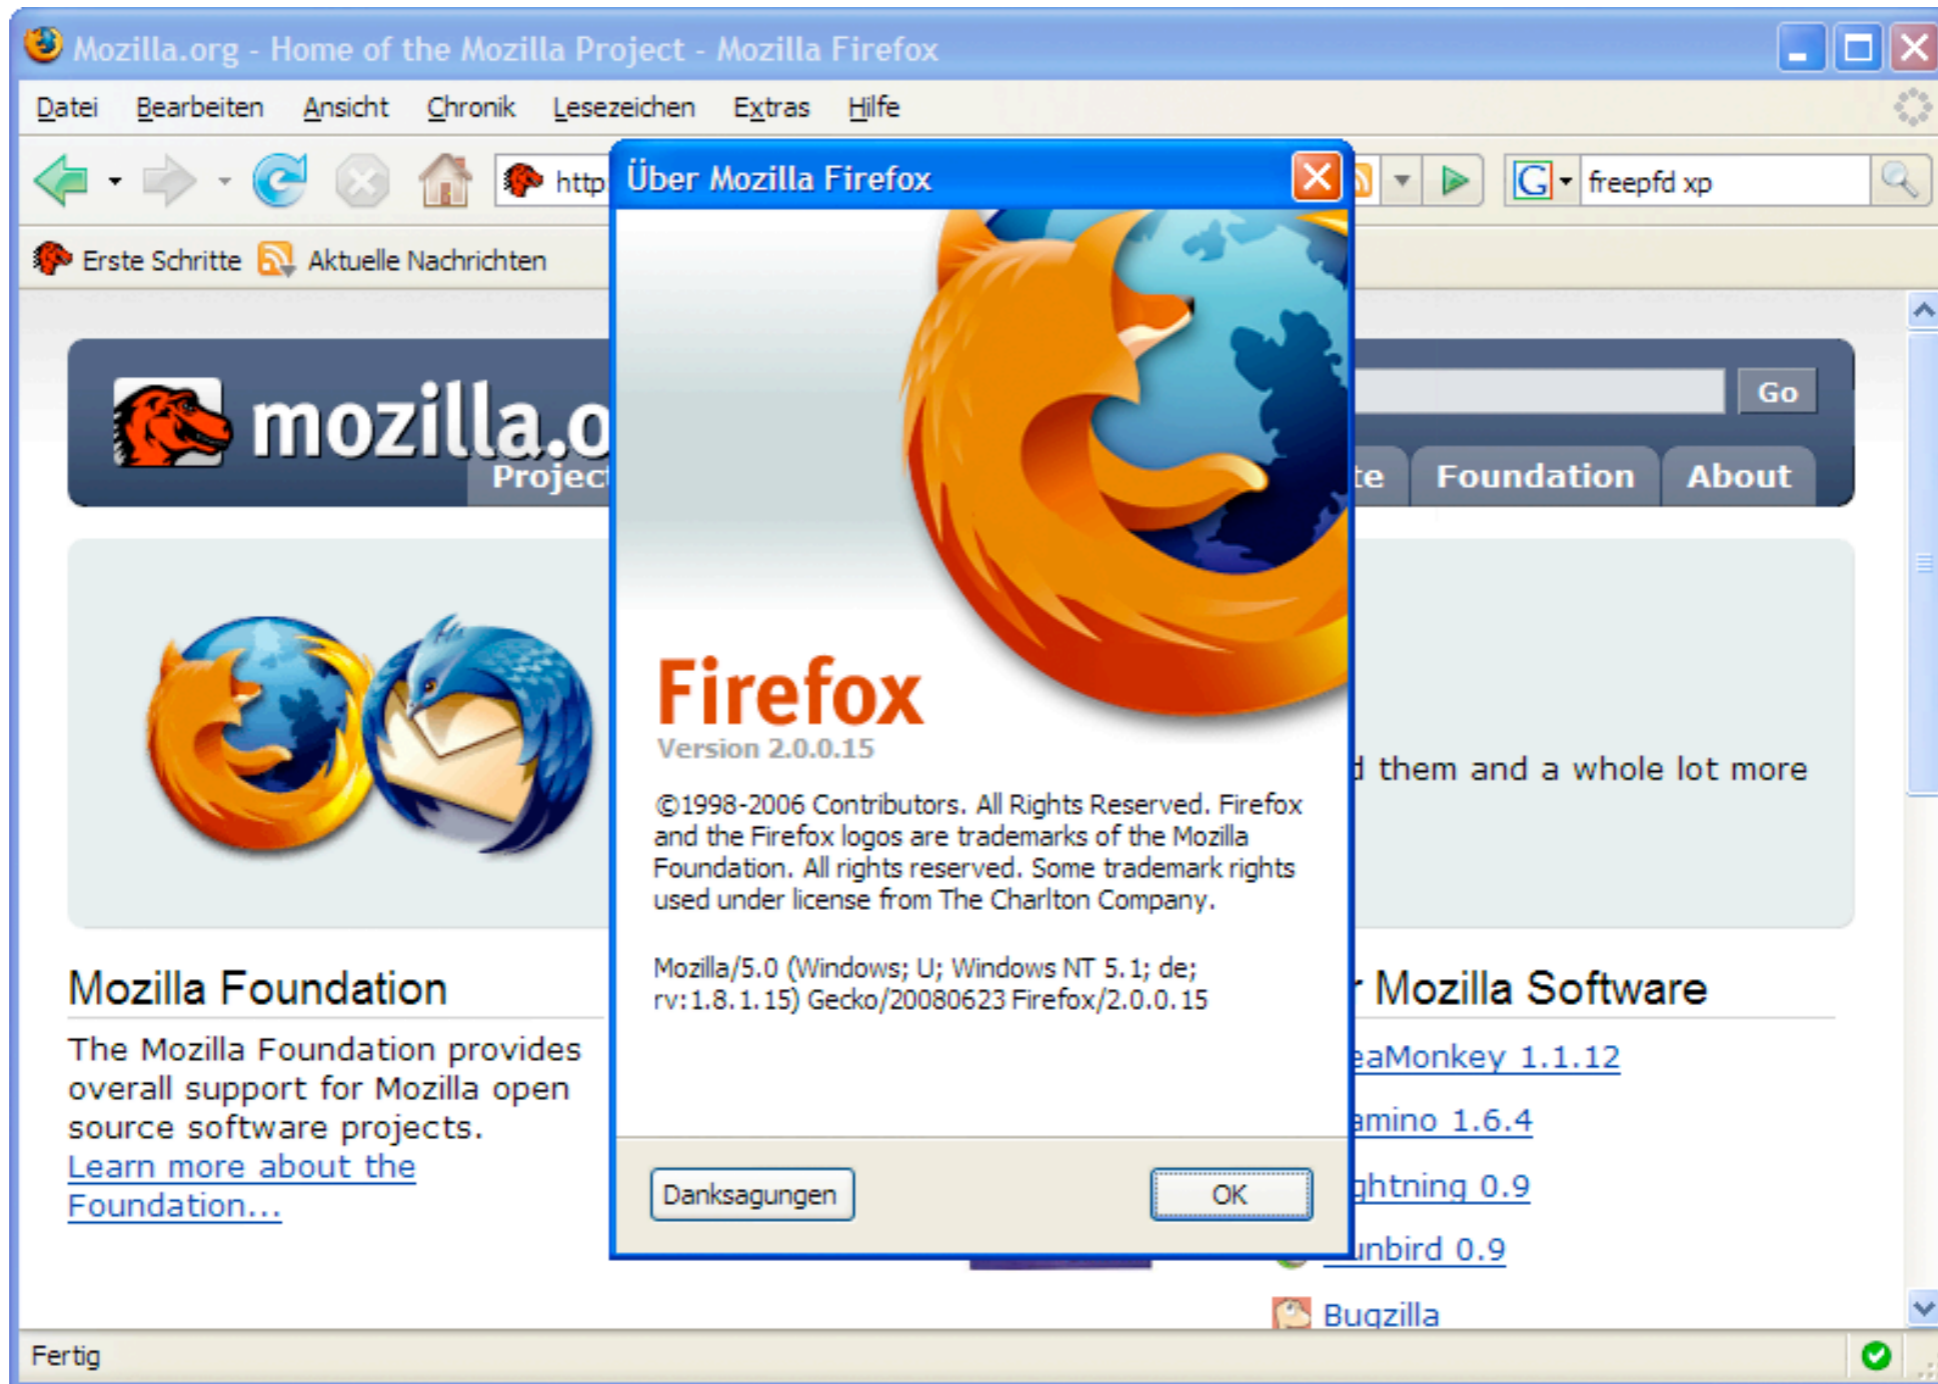 Mozilla.org - Home of the Mozilla Project - Mozilla Firefox
Datei Bearbeiten Ansicht Chronik Lesezeichen Extras Hilfe
http
G freepfd xp
Erste Schritte Aktuelle Nachrichten
mozilla.o
Go
Project
te Foundation About
d them and a whole lot more
Mozilla Foundation
The Mozilla Foundation provides
overall support for Mozilla open
source software projects.
Learn more about the
Foundation...
Über Mozilla Firefox
Firefox
Version 2.0.0.15
©1998-2006 Contributors. All Rights Reserved. Firefox
and the Firefox logos are trademarks of the Mozilla
Foundation. All rights reserved. Some trademark rights
used under license from The Charlton Company.
Mozilla/5.0 (Windows; U; Windows NT 5.1; de;
rv:1.8.1.15) Gecko/20080623 Firefox/2.0.0.15
Danksagungen OK
r Mozilla Software
eaMonkey 1.1.12
amino 1.6.4
ghtning 0.9
unbird 0.9
Bugzilla
Fertig